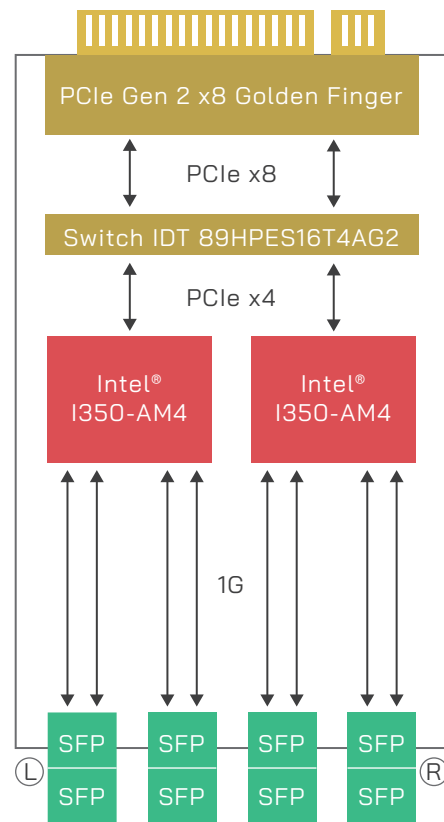 PCIe Gen 2 x8 Golden Finger
PCIe x8
Switch IDT 89HPES16T4AG2
PCIe x4
Intel®
I350-AM4
Intel®
I350-AM4
1G
SFP
SFP
SFP
SFP
L
R
SFP
SFP
SFP
SFP